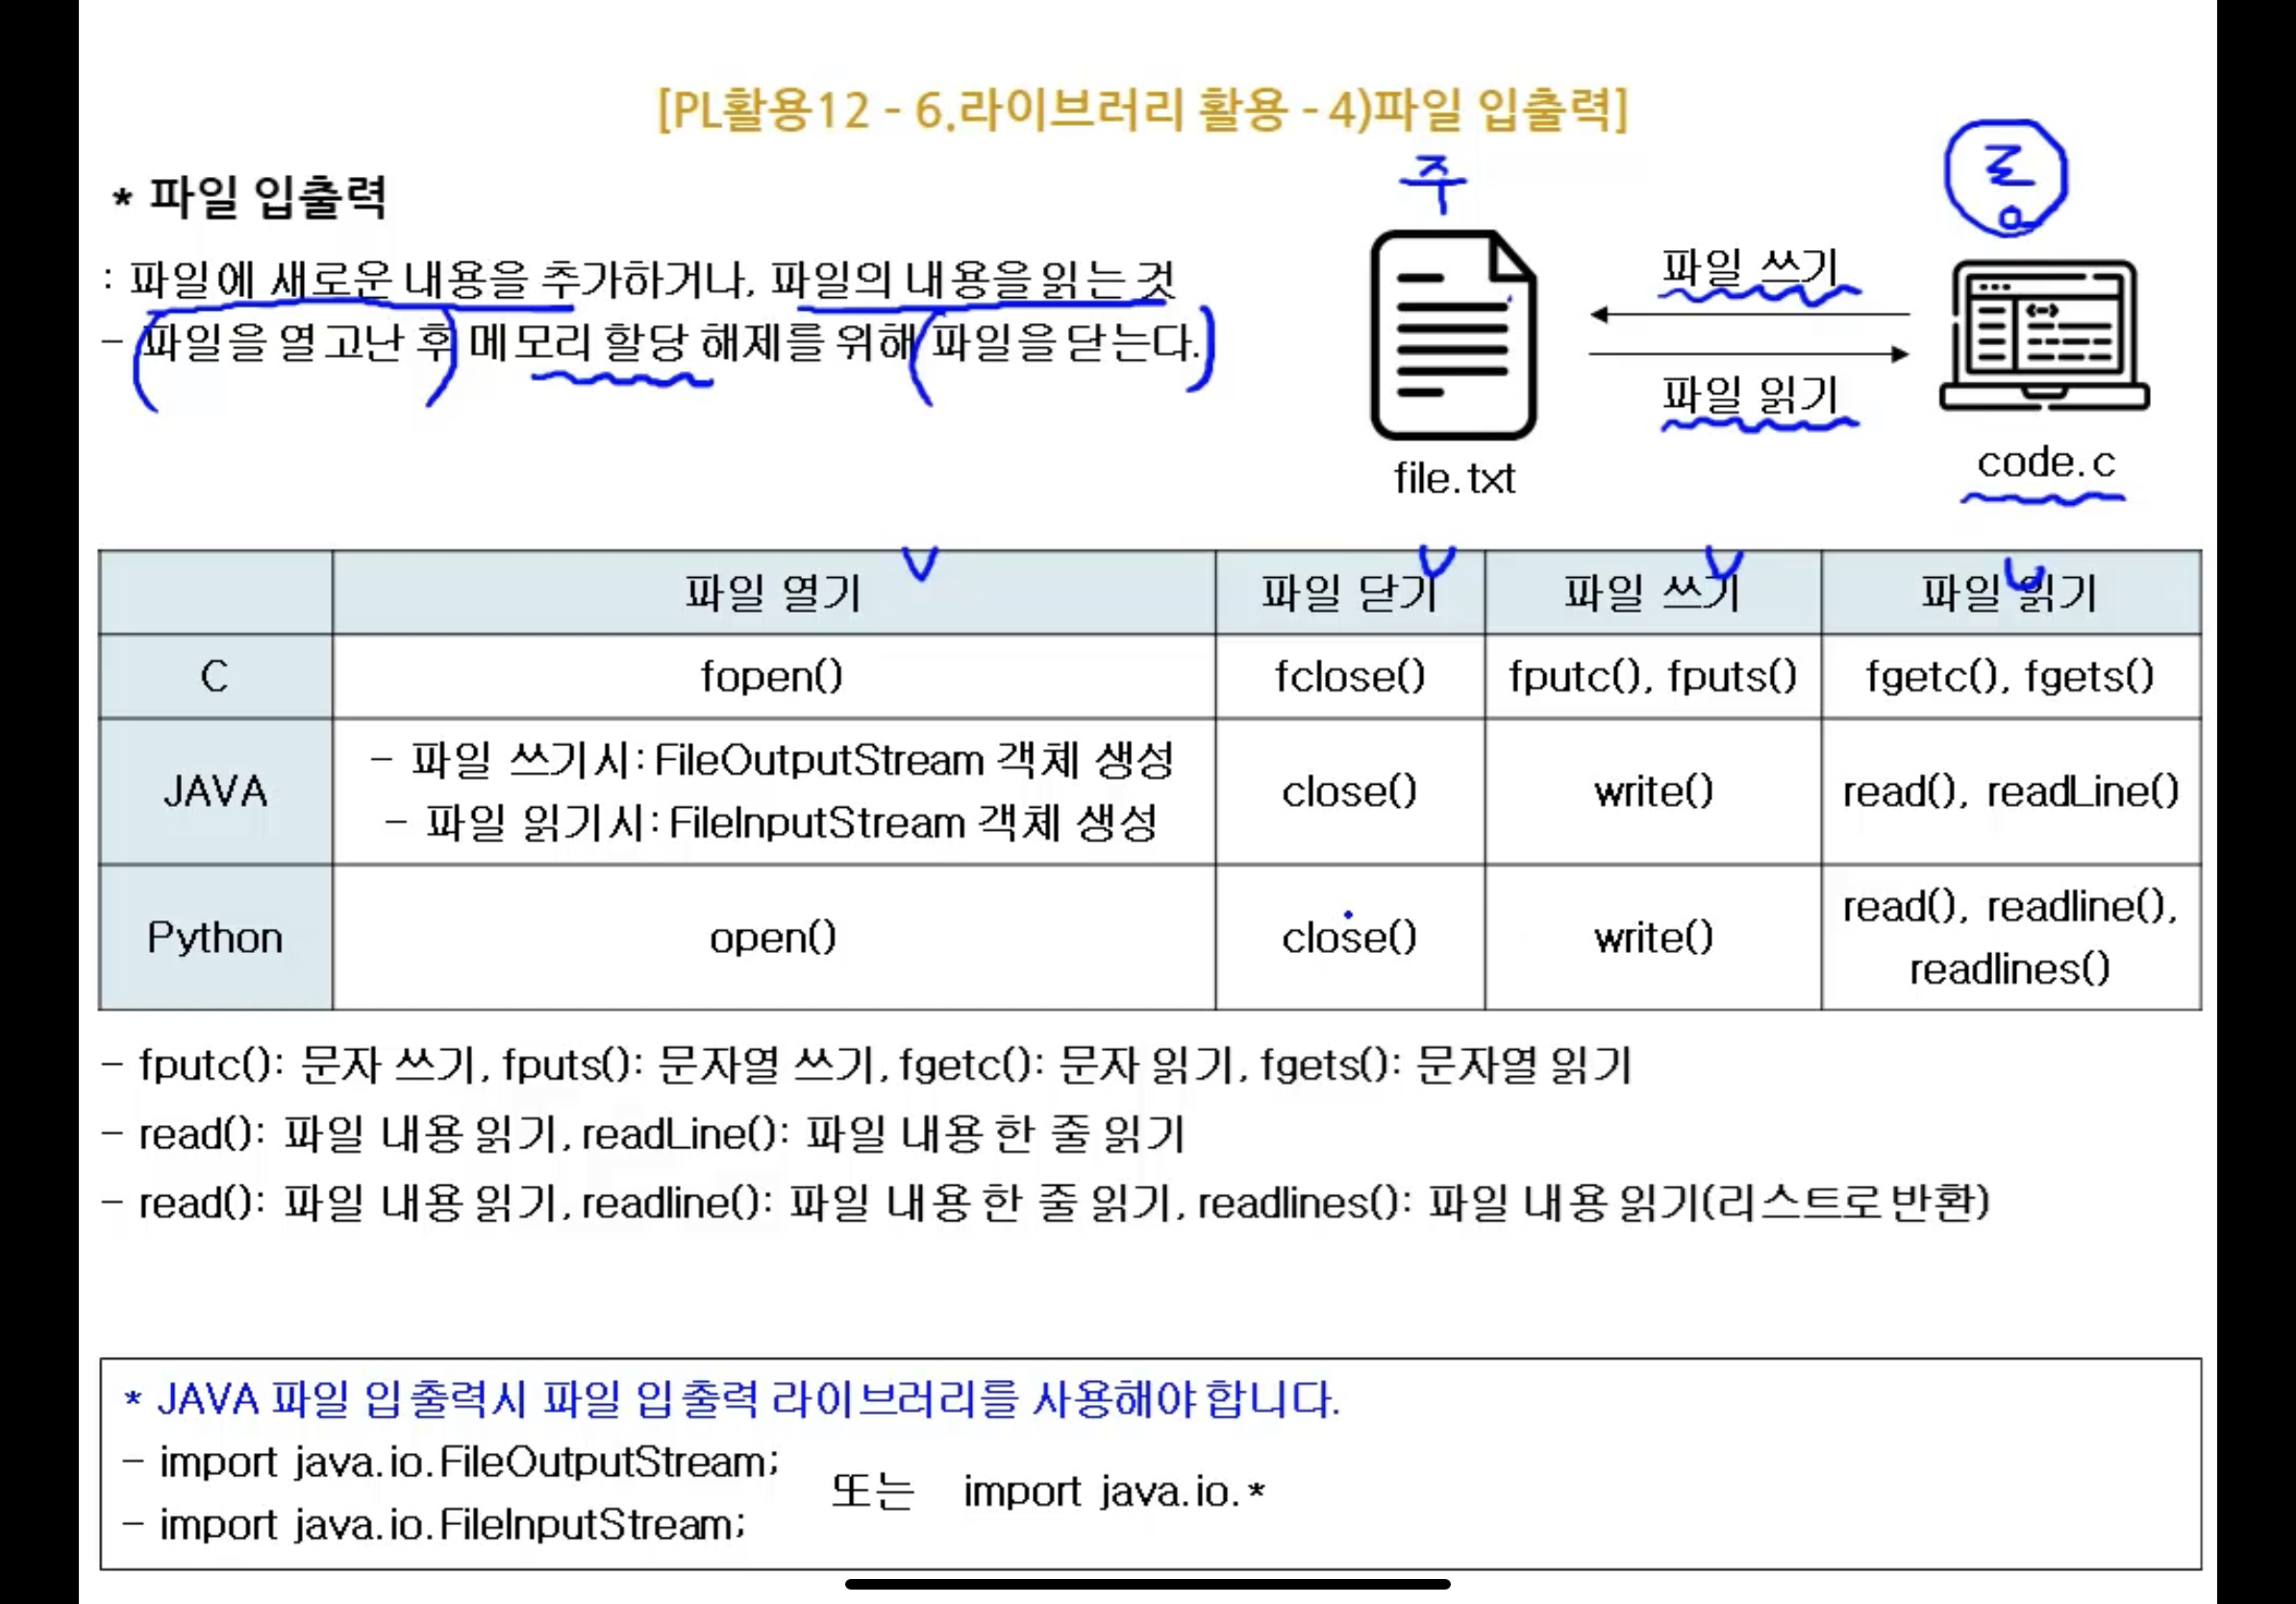 [PL활용12 - 6.라이브러리 활용 - 4)파일 입출력]
* 파일 입출력
: 파일에 새로운 내용을 추가하거나, 파일의 내용을 읽는 것
- 파일을 열고난 후 메모리 할당 해제를 위해 파일을 닫는다.
주
파일 쓰기
파일 읽기
file.txt
code.c
파일 열기 파일 닫기 파일 쓰기 파일 읽기
C fopen() fclose() fputc(), fputs() fgetc(), fgets()
JAVA
- 파일 쓰기시: FileOutputStream 객체 생성
- 파일 읽기시: FileInputStream 객체 생성
close() write() read(), readLine()
Python open() close() write()
read(), readline(),
readlines()
- fputc(): 문자 쓰기, fputs(): 문자열 쓰기, fgetc(): 문자 읽기, fgets(): 문자열 읽기
- read(): 파일 내용 읽기, readLine(): 파일 내용 한 줄 읽기
- read(): 파일 내용 읽기, readline(): 파일 내용 한 줄 읽기, readlines(): 파일 내용 읽기(리스트로 반환)
* JAVA 파일 입출력시 파일 입출력 라이브러리를 사용해야 합니다.
- import java.io.FileOutputStream;
- import java.io.FileInputStream;
또는 import java.io.*